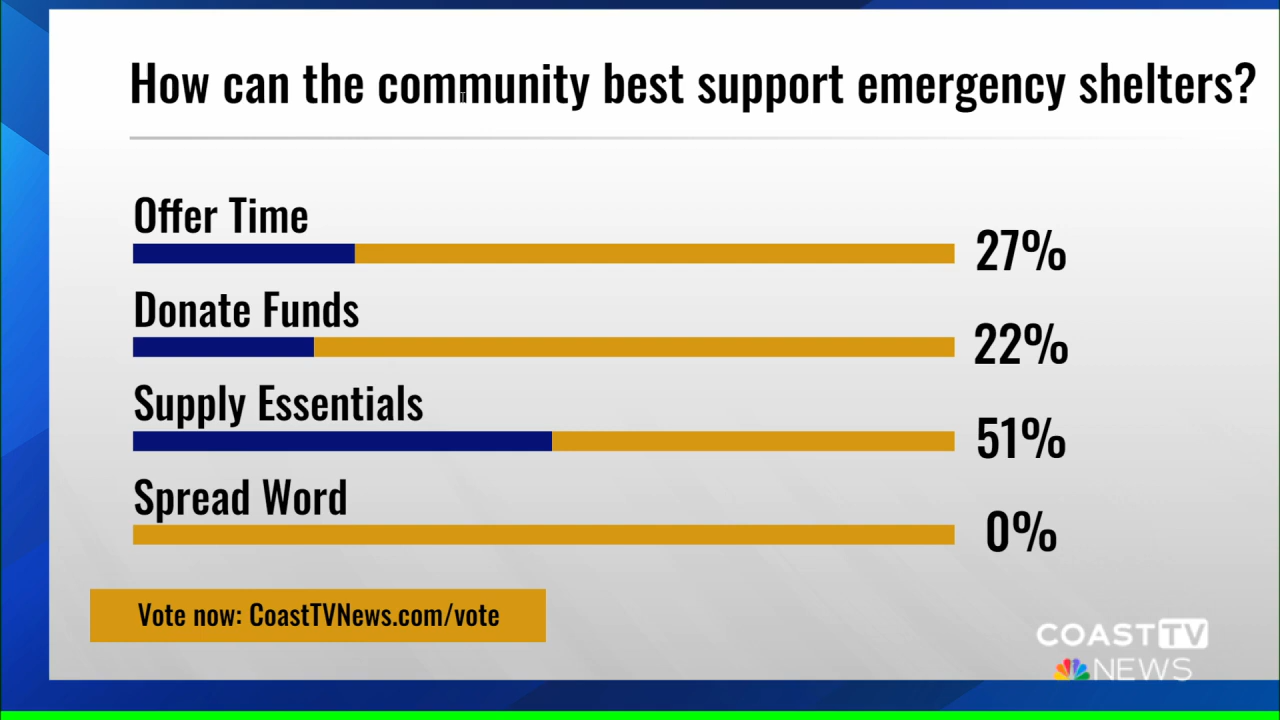 How can the community best support emergency shelters?
Offer Time
27%
Donate Funds
22%
Supply Essentials
51%
Spread Word
0%
Vote now: CoastTVNews.com/vote
COAST TV
NEWS